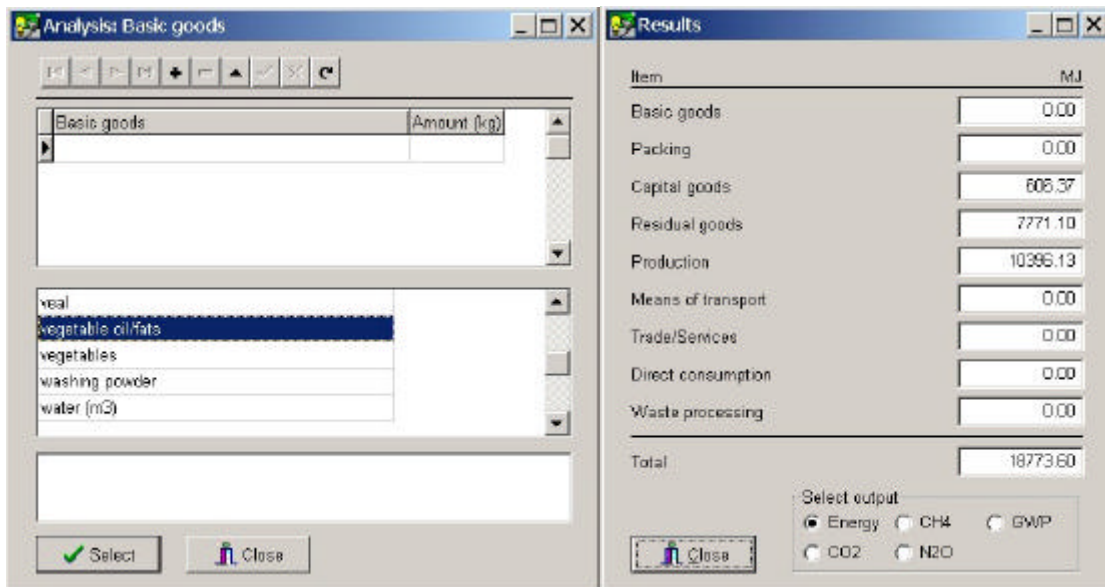 Analysis: Basic goods
Basic goods Amount (kg)
veal
vegetable oil/fats
vegetables
washing powder
water (m3)
Select Close
Results
Item MJ
Basic goods 0.00
Packing 0.00
Capital goods 606.37
Residual goods 7771.10
Production 10396.13
Means of transport 0.00
Trade/Services 0.00
Direct consumption 0.00
Waste processing 0.00
Total 18773.60
Select output
Energy CH4 GWP
CO2 N2O
Close